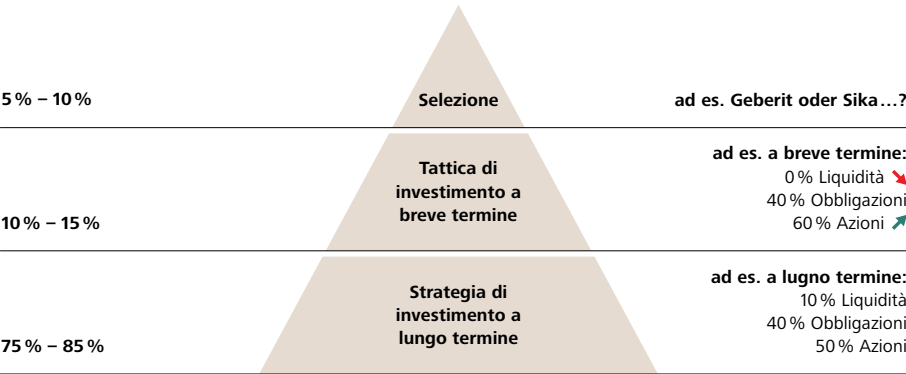 5 % – 10 %
Selezione
ad es. Geberit oder Sika…?
10 % – 15 %
Tattica di
investimento a
breve termine
ad es. a breve termine:
0 % Liquidità
40 % Obbligazioni
60 % Azioni
75 % – 85 %
Strategia di
investimento a
lungo termine
ad es. a lugno termine:
10 % Liquidità
40 % Obbligazioni
50 % Azioni